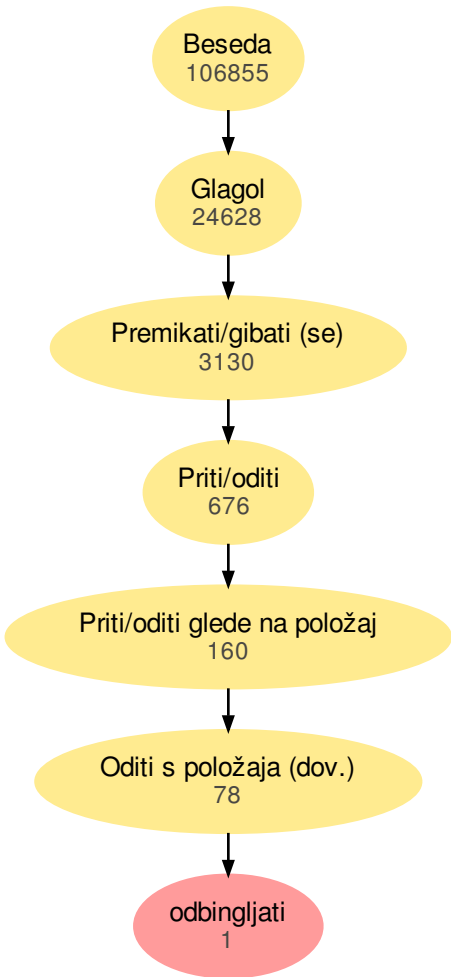 Beseda
106855
Glagol
24628
Premikati/gibati (se)
3130
Priti/oditi
676
Priti/oditi glede na položaj
160
Oditi s položaja (dov.)
78
odbingljati
1